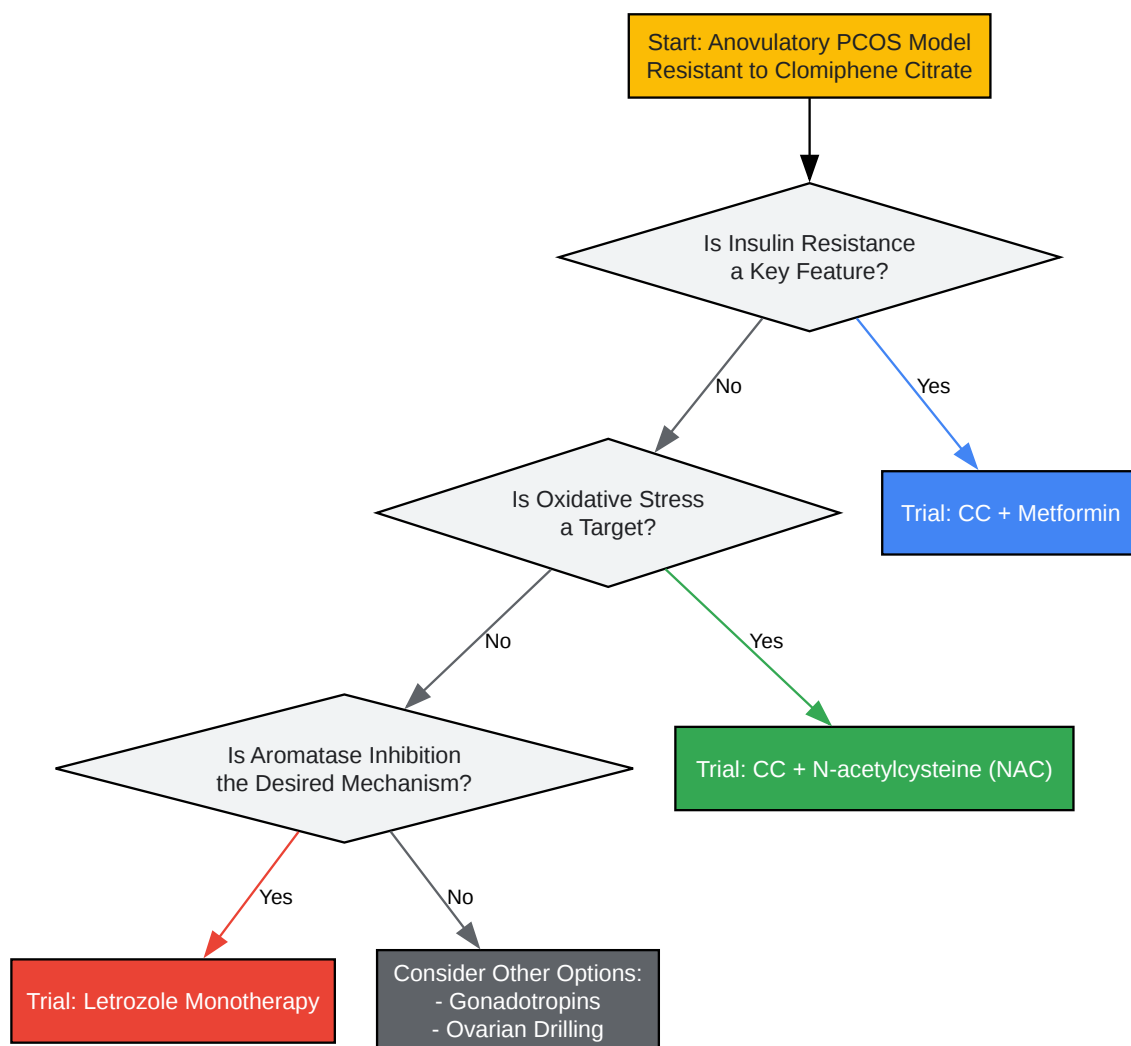 Start: Anovulatory PCOS Model
Resistant to Clomiphene Citrate
Is Insulin Resistance
a Key Feature?
No
Yes
Is Oxidative Stress
a Target?
Trial: CC + Metformin
No
Yes
Is Aromatase Inhibition
the Desired Mechanism?
Trial: CC + N-acetylcysteine (NAC)
Yes
No
Trial: Letrozole Monotherapy
Consider Other Options:
- Gonadotropins
- Ovarian Drilling